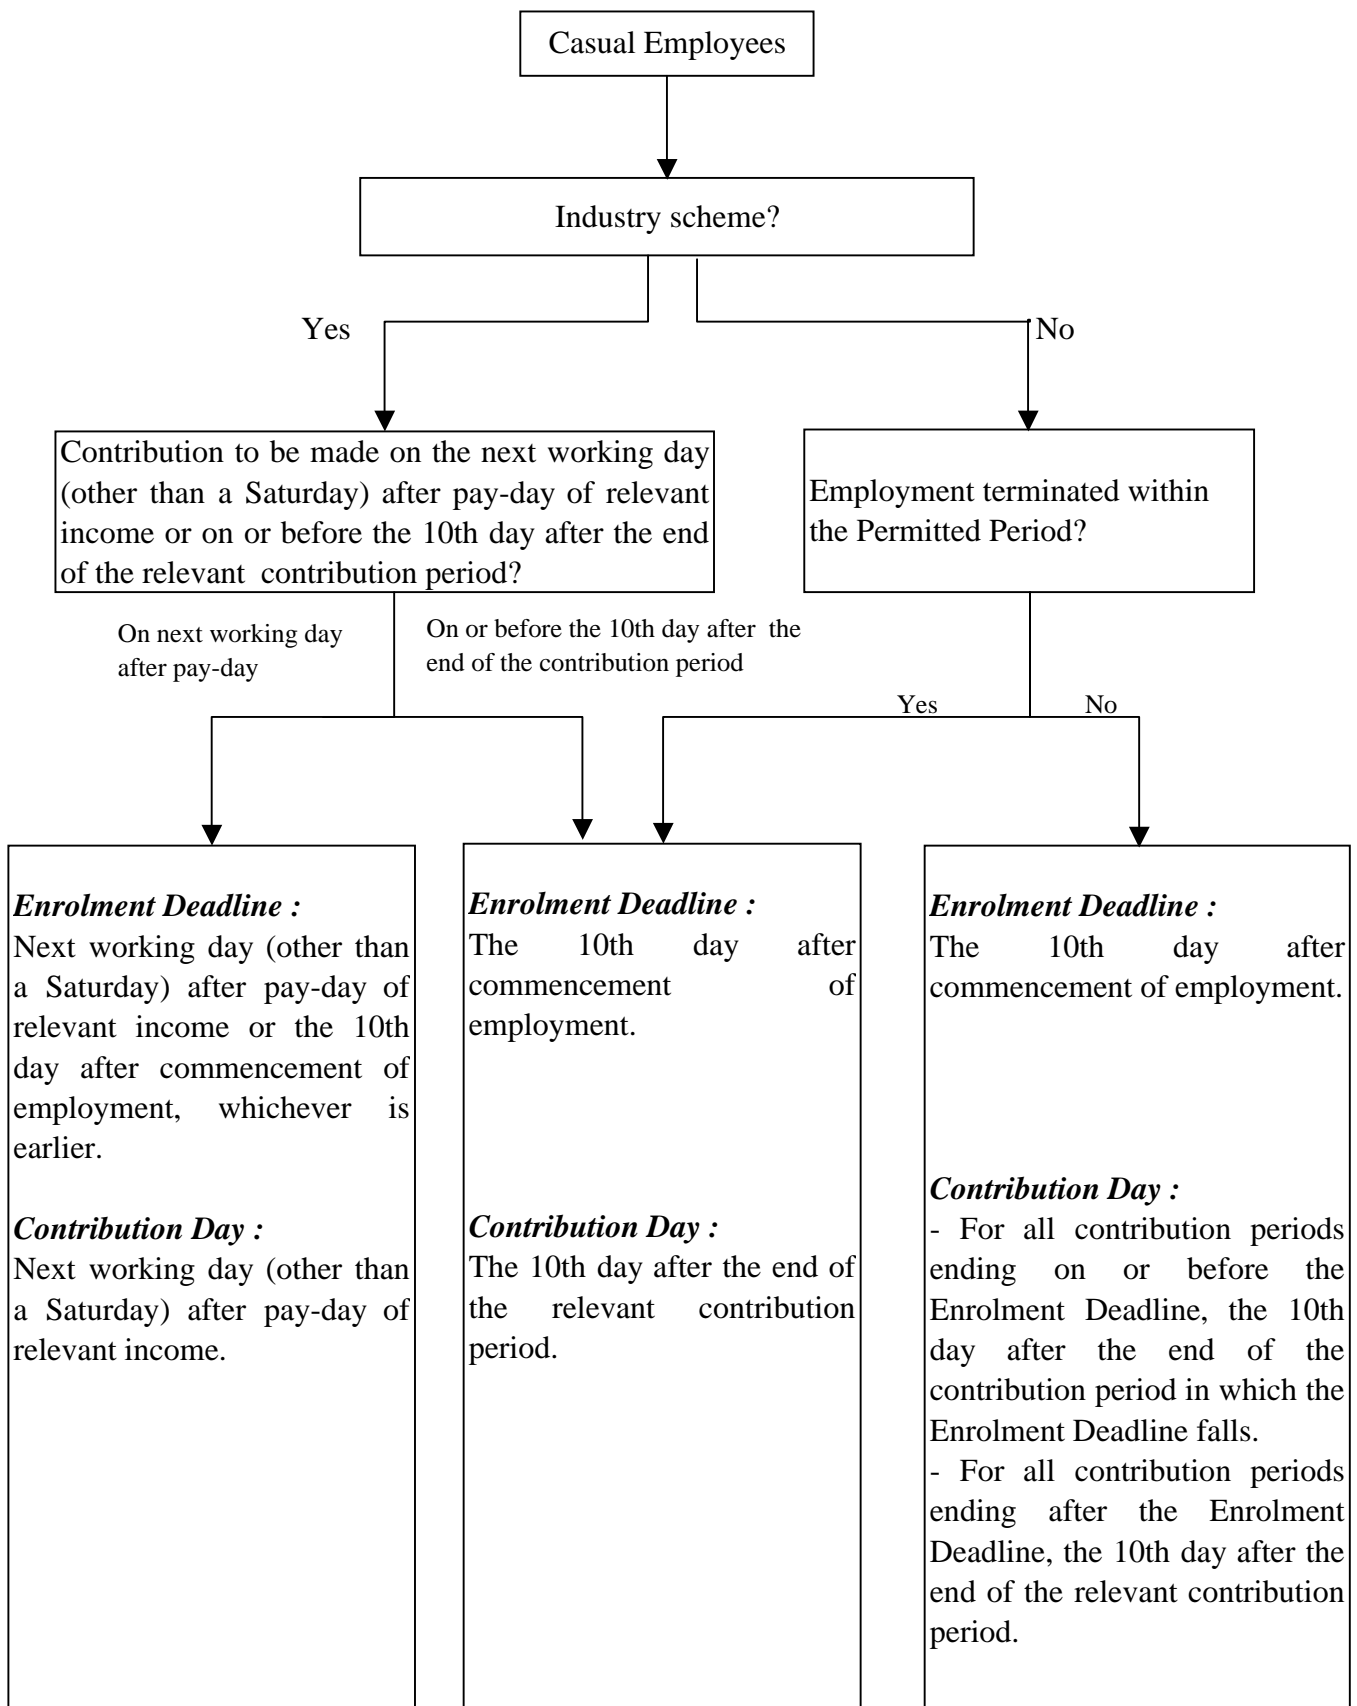 Casual Employees
Industry scheme?
Yes
No
Contribution to be made on the next working day
(other than a Saturday) after pay-day of relevant
income or on or before the 10th day after the end
of the relevant contribution period?
Employment terminated within
the Permitted Period?
On next working day
after pay-day
On or before the 10th day after the
end of the contribution period
Yes
No
Enrolment Deadline :
Next working day (other than
a Saturday) after pay-day of
relevant income or the 10th
day after commencement of
employment, whichever is
earlier.
Contribution Day :
Next working day (other than
a Saturday) after pay-day of
relevant income.
Enrolment Deadline :
The 10th day after
commencement of
employment.
Contribution Day :
The 10th day after the end of
the relevant contribution
period.
Enrolment Deadline :
The 10th day after
commencement of employment.
Contribution Day :
- For all contribution periods
ending on or before the
Enrolment Deadline, the 10th
day after the end of the
contribution period in which the
Enrolment Deadline falls.
- For all contribution periods
ending after the Enrolment
Deadline, the 10th day after the
end of the relevant contribution
period.